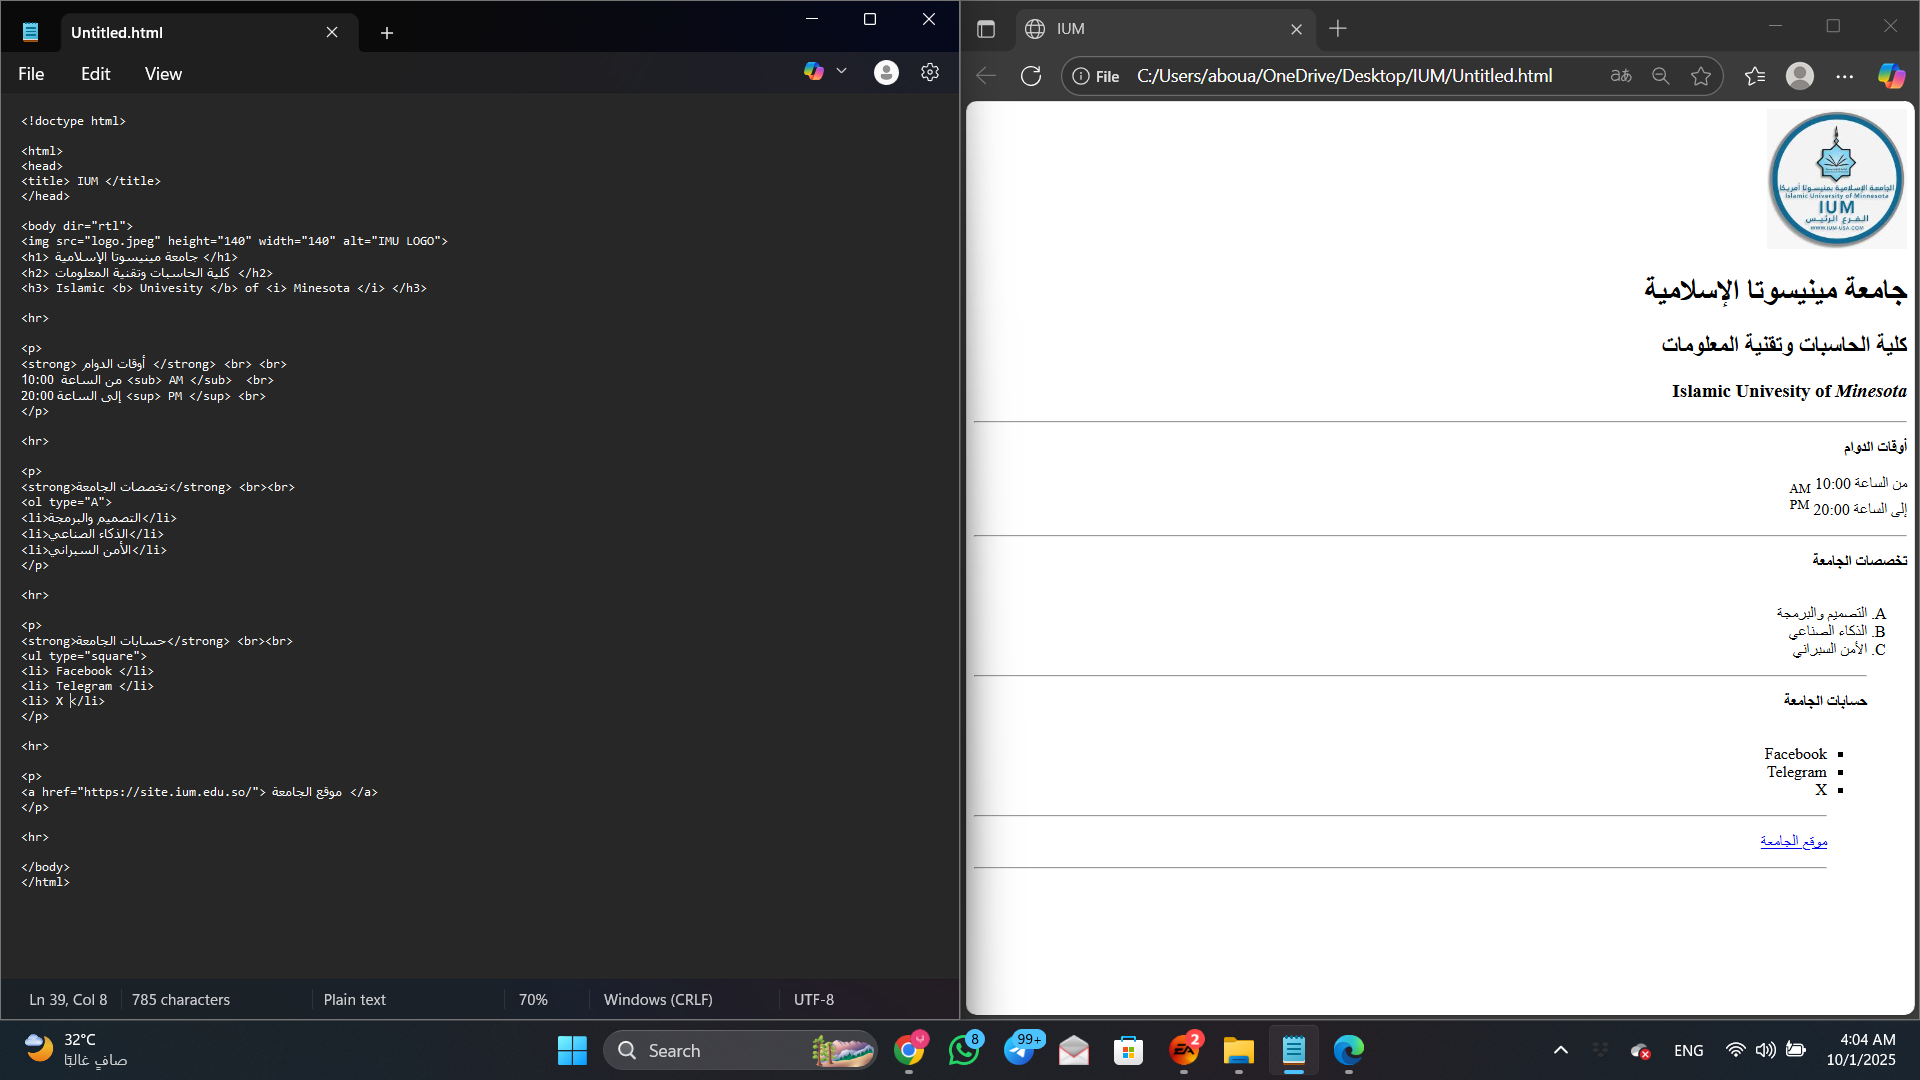 Untitled.html
File Edit View
<!doctype html>
<html>
<head>
<title> IUM </title>
</head>
<body dir="rtl">
<img src="logo.jpeg" height="140" width="140" alt="IMU LOGO">
<h1> جامعة مينيسوتا الإسلامية </h1>
<h2> كلية الحاسبات وتقنية المعلومات </h2>
<h3> Islamic <b> Univesity </b> of <i> Minesota </i> </h3>
<hr>
<p>
<strong> أوقات الدوام </strong> <br> <br>
من الساعة 10:00 <sub> AM </sub>  <br>
إلى الساعة 20:00 <sup> PM </sup> <br>
</p>
<hr>
<p>
<strong>تخصصات الجامعة</strong> <br><br>
<ol type="A">
<li>التصميم والبرمجة</li>
<li>الذكاء الصناعي</li>
<li>الأمن السبراني</li>
</p>
<hr>
<p>
<strong>حسابات الجامعة</strong> <br><br>
<ul type="square">
<li> Facebook </li>
<li> Telegram </li>
<li> X </li>
</p>
<hr>
<p>
<a href="https://site.ium.edu.so/"> موقع الجامعة </a>
</p>
<hr>
</body>
</html>
Ln 39, Col 8 785 characters Plain text 70% Windows (CRLF) UTF-8
IUM
File C:/Users/aboua/OneDrive/Desktop/IUM/Untitled.html
الجامعة الإسلامية بمنيسوتا أمريكا
Islamic University of Minnesota
IUM
الفرع الرئيس
WWW.IUM-USA.COM
جامعة مينيسوتا الإسلامية
كلية الحاسبات وتقنية المعلومات
Islamic Univesity of Minesota
أوقات الدوام
من الساعة 10:00 AM
إلى الساعة 20:00 PM
تخصصات الجامعة
A. التصميم والبرمجة
B. الذكاء الصناعي
C. الأمن السبراني
حسابات الجامعة
Facebook
Telegram
X
موقع الجامعة
32°C
صافٍ غالبًا
Search
8
99+
2
ENG
4:04 AM
10/1/2025